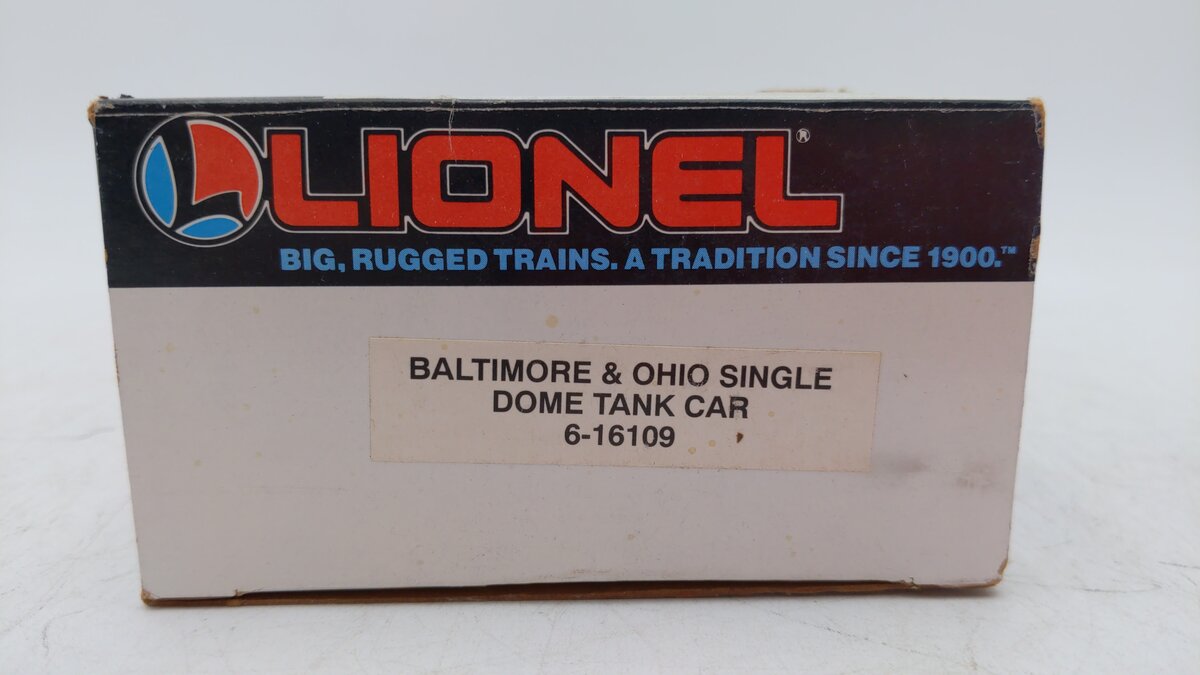 LIONEL®
BIG, RUGGED TRAINS. A TRADITION SINCE 1900.™
BALTIMORE & OHIO SINGLE
DOME TANK CAR
6-16109